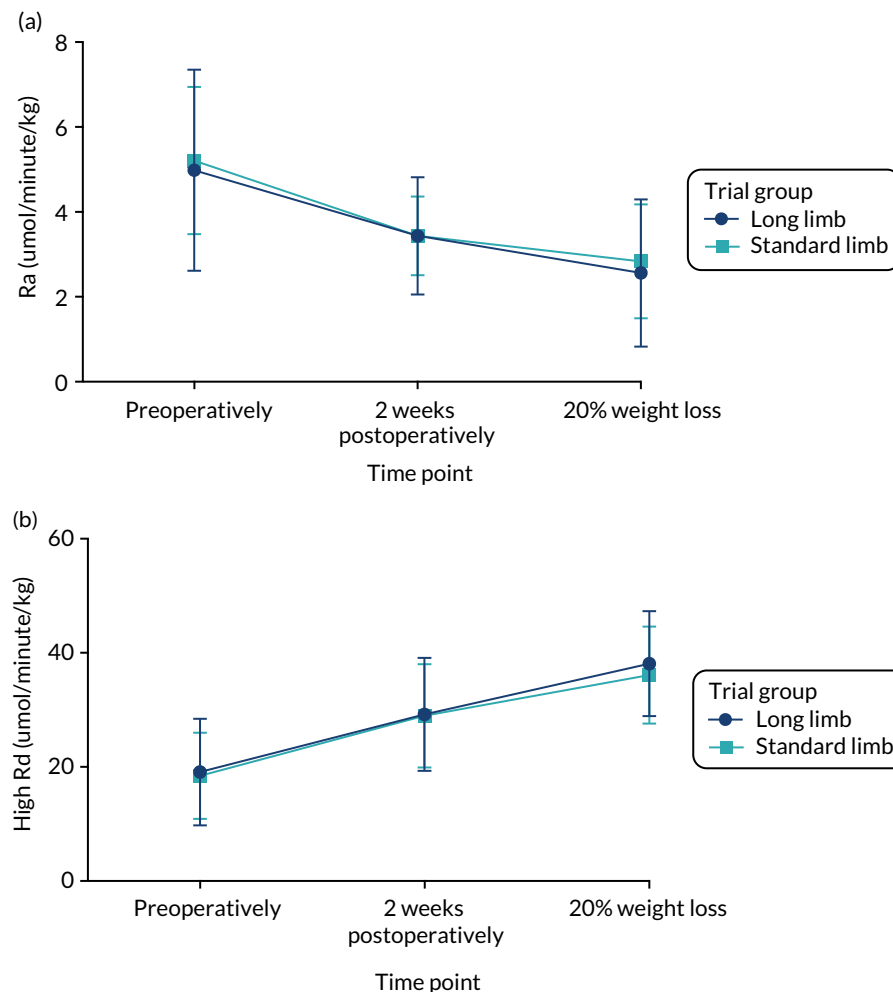 (a)
8
6
4
2
0
Ra (umol/minute/kg)
Preoperatively
2 weeks
postoperatively
20% weight loss
Time point
Trial group
Long limb
Standard limb
(b)
60
40
20
0
High Rd (umol/minute/kg)
Preoperatively
2 weeks
postoperatively
20% weight loss
Time point
Trial group
Long limb
Standard limb